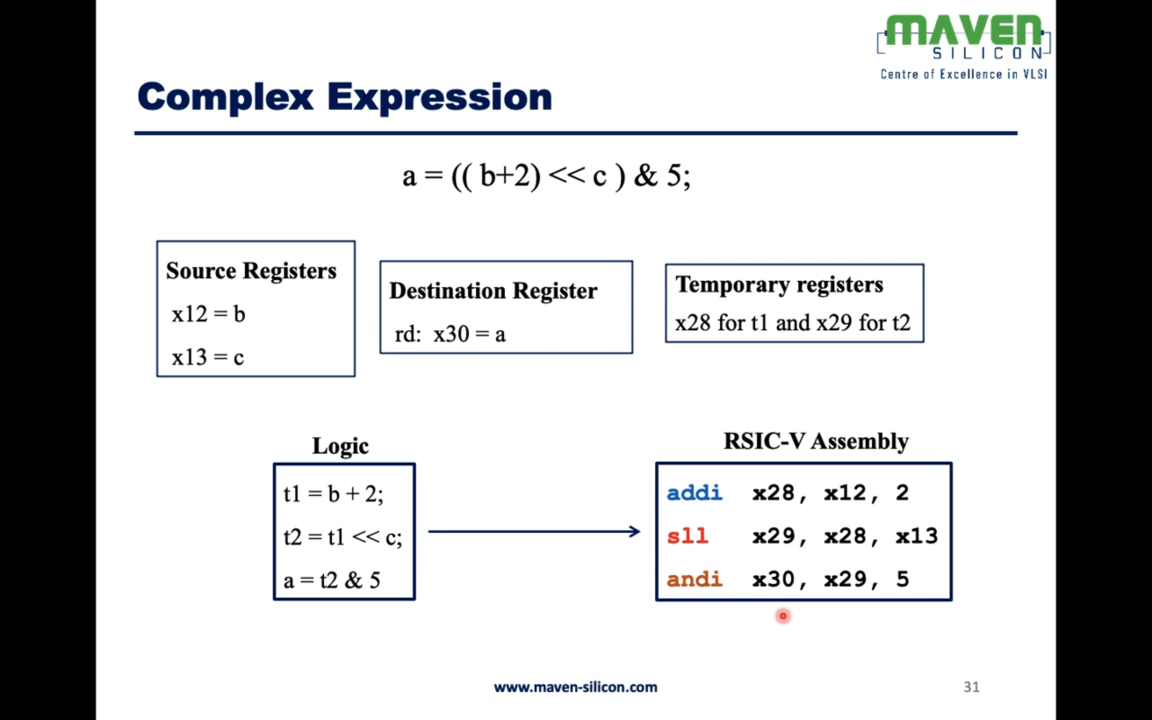 MAVEN
SILICON
Centre of Excellence in VLSI
Complex Expression
a = (( b+2) << c ) & 5;
Source Registers
x12 = b
x13 = c
Destination Register
rd: x30 = a
Temporary registers
x28 for t1 and x29 for t2
Logic
t1 = b + 2;
t2 = t1 << c;
a = t2 & 5
RSIC-V Assembly
addi x28, x12, 2
sll x29, x28, x13
andi x30, x29, 5
www.maven-silicon.com
31